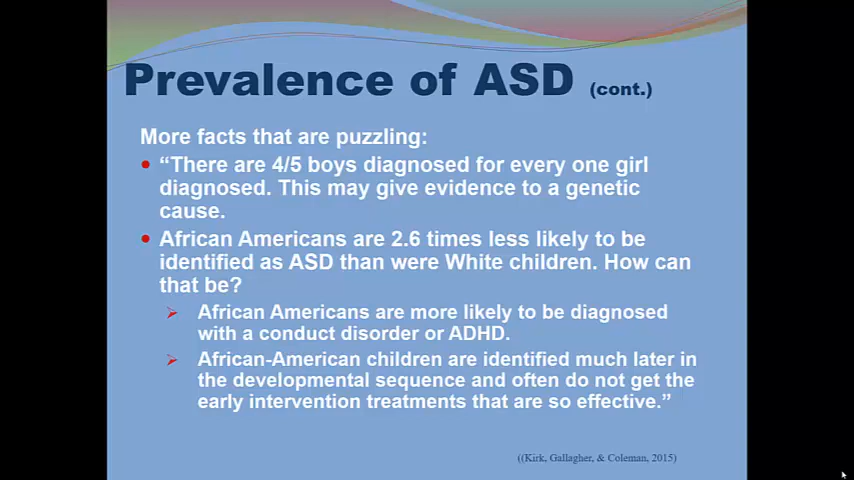 Prevalence of ASD (cont.)
More facts that are puzzling:
• “There are 4/5 boys diagnosed for every one girl
diagnosed. This may give evidence to a genetic
cause.
• African Americans are 2.6 times less likely to be
identified as ASD than were White children. How can
that be?
➢ African Americans are more likely to be diagnosed
with a conduct disorder or ADHD.
➢ African-American children are identified much later in
the developmental sequence and often do not get the
early intervention treatments that are so effective.”
((Kirk, Gallagher, & Coleman, 2015)